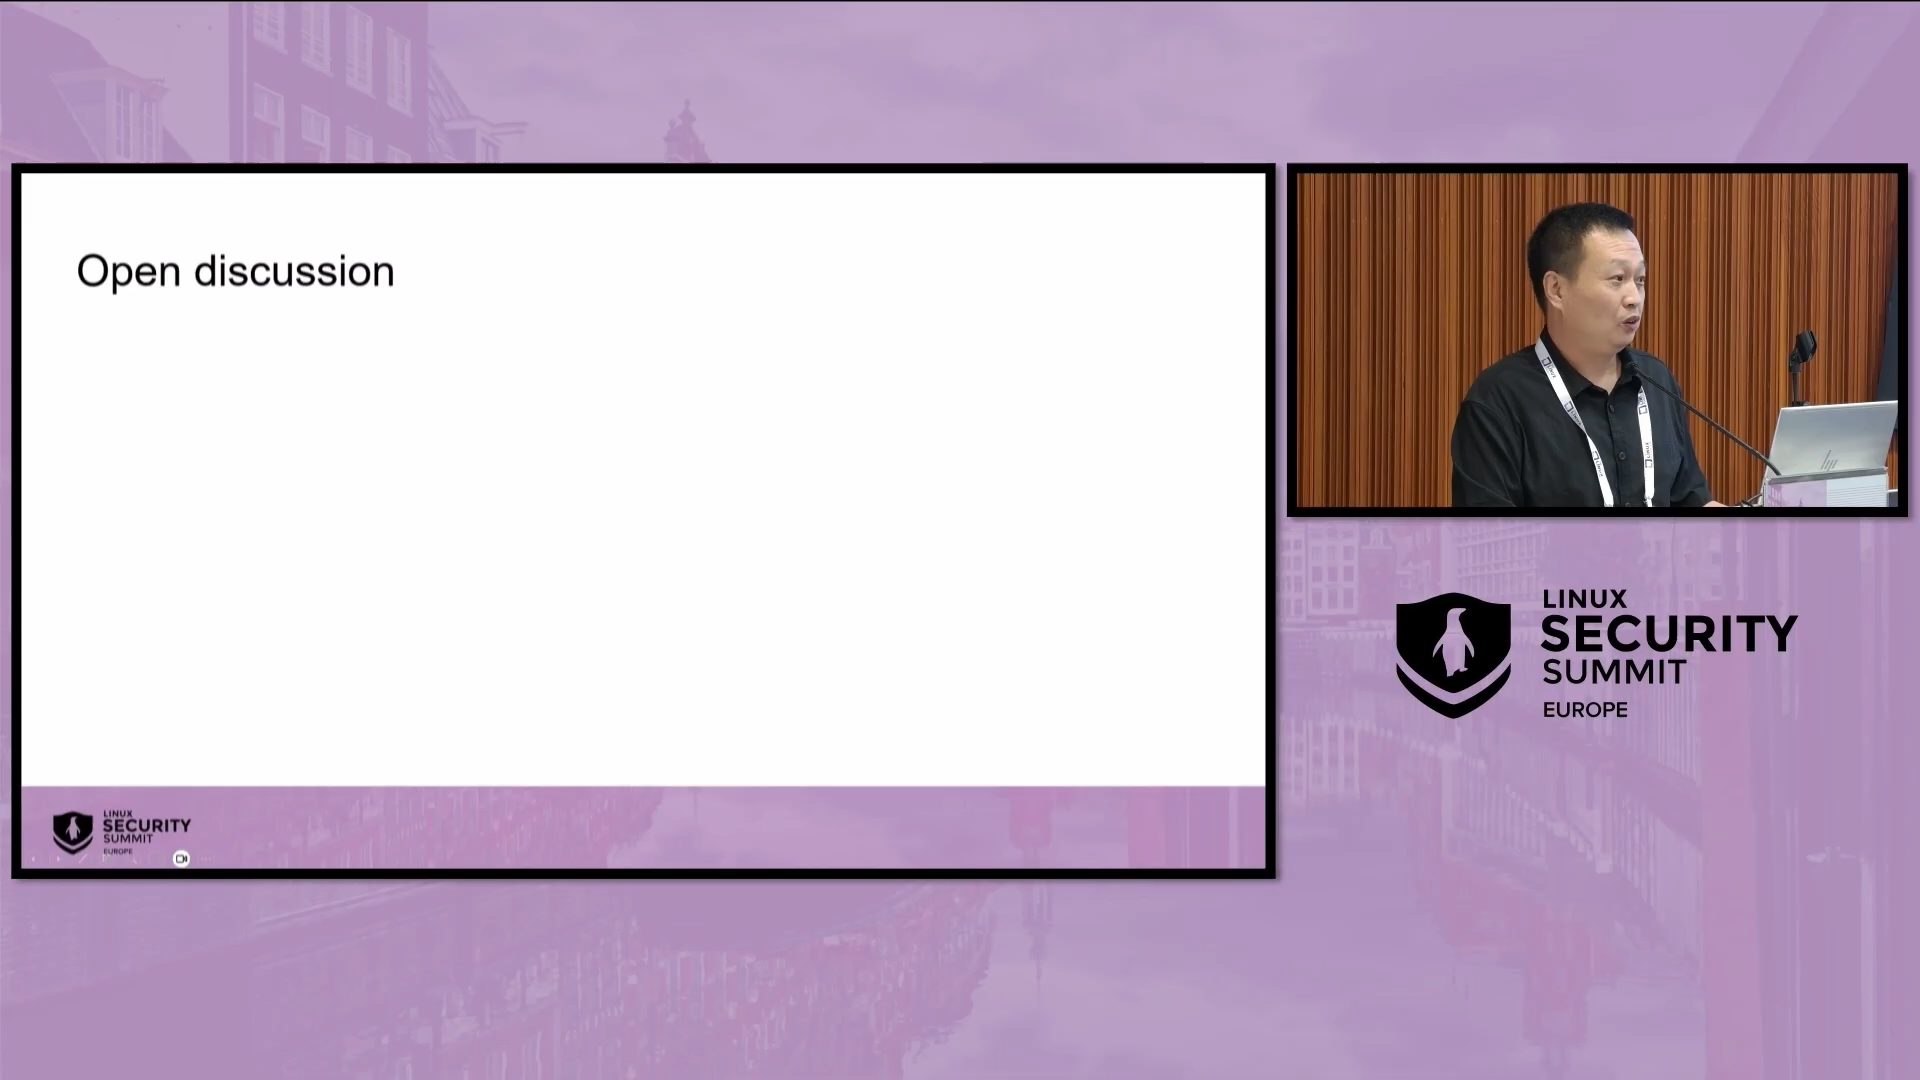 Open discussion
LINUX
SECURITY
SUMMIT
EUROPE
LINUX
SECURITY
SUMMIT
EUROPE